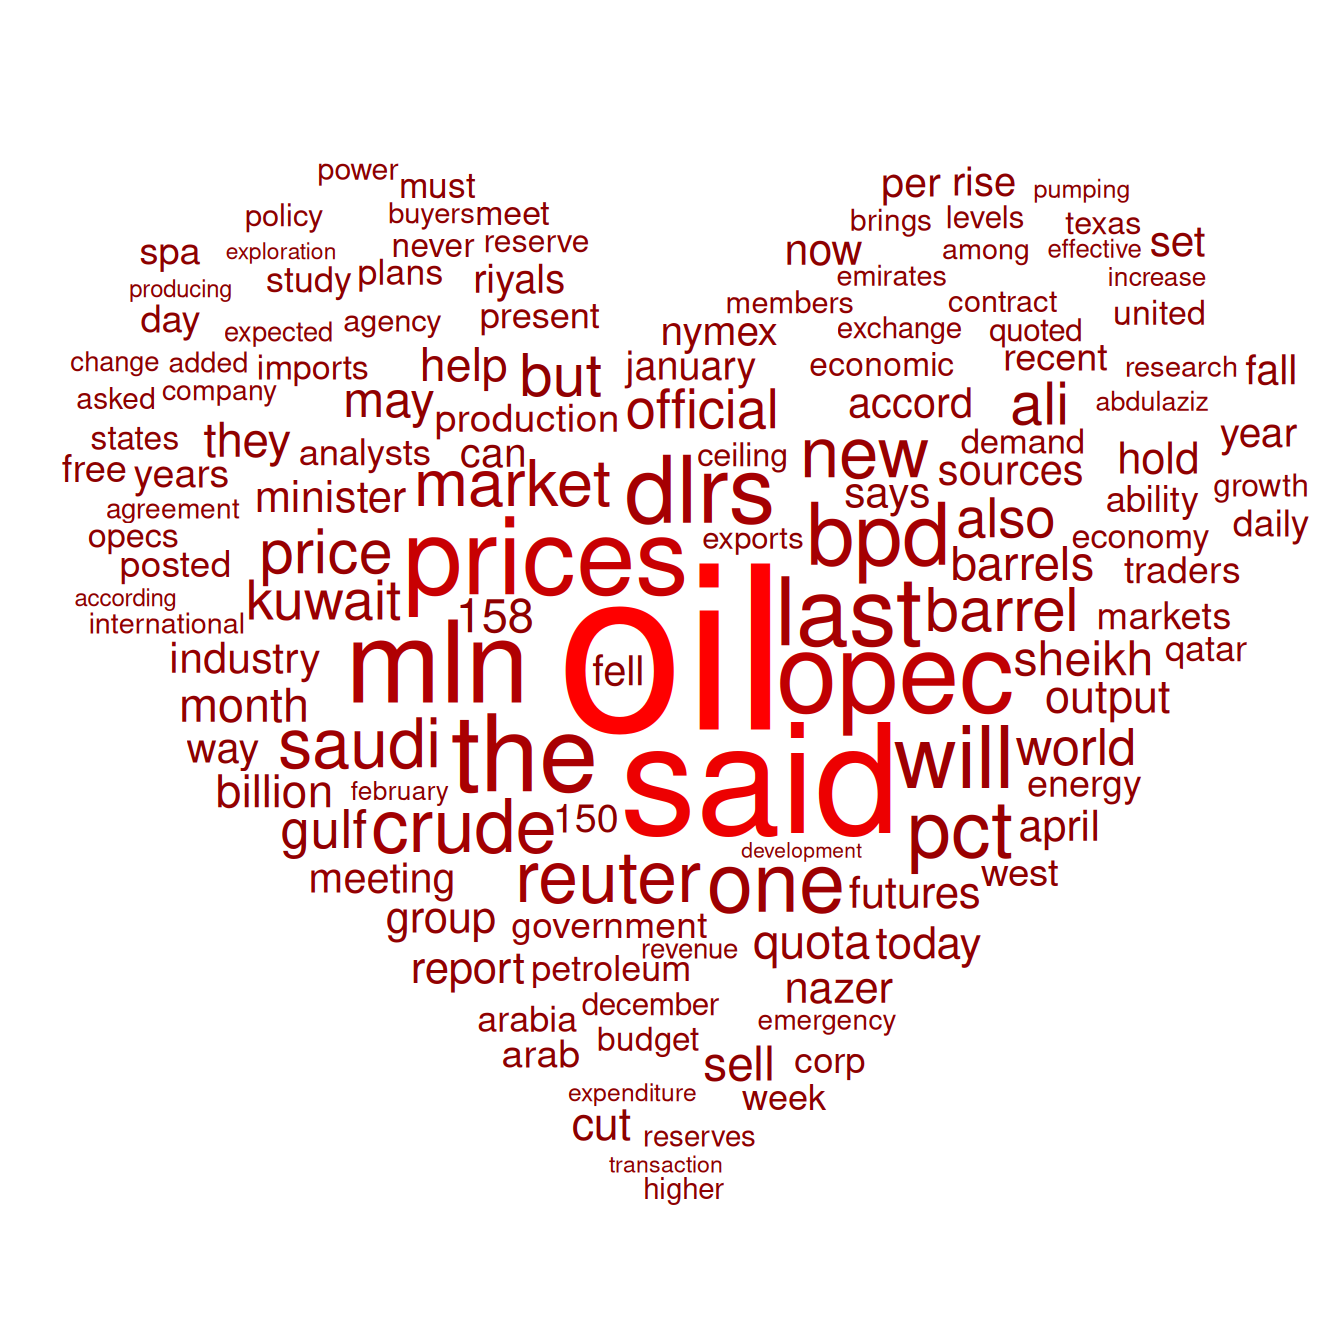 power
must
per rise pumping
policy buyers meet brings levels texas
spa exploration never reserve now among effective set
producing study plans riyals emirates increase
day expected agency present members contract united
nymex exchange quoted
change added imports help but january economic recent research fall
asked company may production official accord ali abdulaziz
states they analysts can ceiling new demand hold year
free years minister market dlrs says sources ability growth
agreement
opecs posted price prices exports bpd also economy daily
barrels traders
according
international kuwait 158 last barrel markets
industry mln fell oil opec sheikh qatar
month output
way saudi the said will world
billion february energy
gulf crude 150 pct april
development
meeting reuter one futures west
group government
revenue quota today
report petroleum nazer
december
arabia emergency
arab budget sell corp
expenditure week
cut reserves
transaction
higher